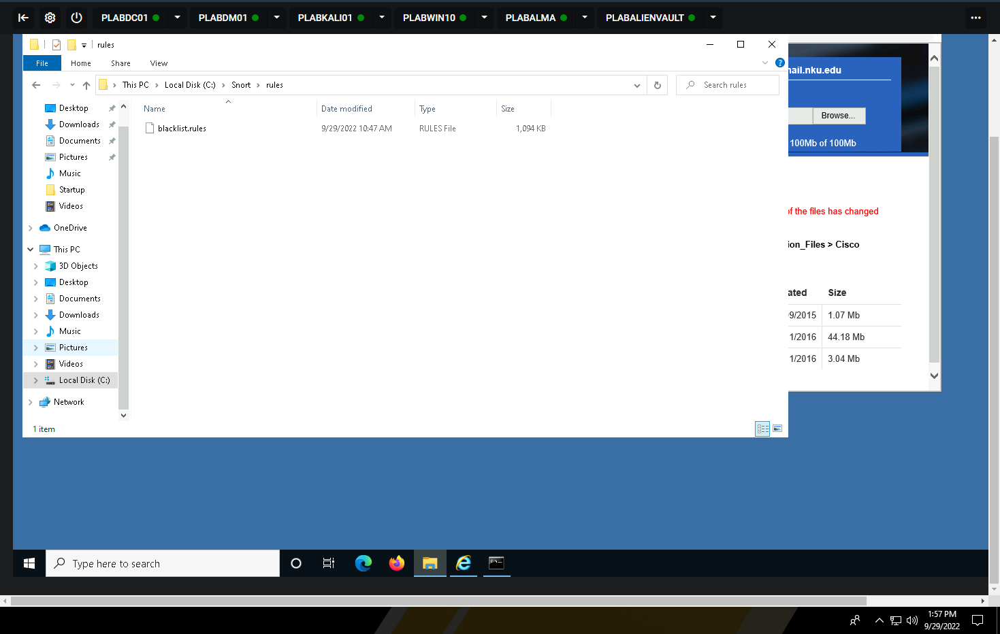 PLABDC01 PLABDM01 PLABKALI01 PLABWIN10 PLABALMA PLABALIENVAULT
rules
File Home Share View
This PC > Local Disk (C:) > Snort > rules
Search rules
Name Date modified Type Size
blacklist.rules 9/29/2022 10:47 AM RULES File 1,094 KB
Desktop
Downloads
Documents
Pictures
Music
Startup
Videos
OneDrive
This PC
3D Objects
Desktop
Documents
Downloads
Music
Pictures
Videos
Local Disk (C:)
Network
1 item
nail.nku.edu
Browse...
100Mb of 100Mb
of the files has changed
ion_Files > Cisco
ated Size
9/2015 1.07 Mb
1/2016 44.18 Mb
1/2016 3.04 Mb
Type here to search
1:57 PM
9/29/2022